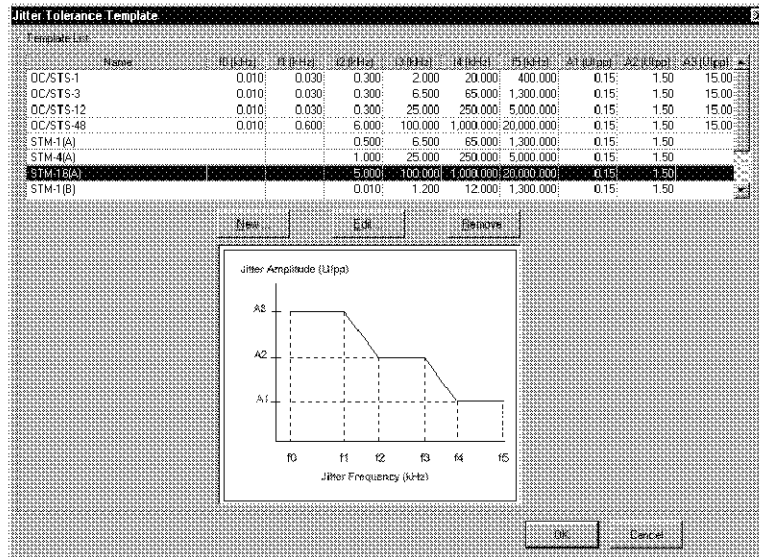 Jitter Tolerance Template
Template List
Name f0 (kHz) f1 (kHz) f2 (kHz) f3 (kHz) f4 (kHz) f5 (kHz) A1 (UIpp) A2 (UIpp) A3 (UIpp)
OC/STS-1 0.010 0.030 0.300 2.000 20.000 400.000 0.15 1.50 15.00
OC/STS-3 0.010 0.030 0.300 6.500 65.000 1,300.000 0.15 1.50 15.00
OC/STS-12 0.010 0.030 0.300 25.000 250.000 5,000.000 0.15 1.50 15.00
OC/STS-48 0.010 0.600 6.000 100.000 1,000.000 20,000.000 0.15 1.50 15.00
STM-1(A) 0.500 6.500 65.000 1,300.000 0.15 1.50
STM-4(A) 1.000 25.000 250.000 5,000.000 0.15 1.50
STM-16(A) 5.000 100.000 1,000.000 20,000.000 0.15 1.50
STM-1(B) 0.010 1.200 12.000 1,300.000 0.15 1.50
New... Edit... Remove
Jitter Amplitude (UIpp)
A3
A2
A1
f0 f1 f2 f3 f4 f5
Jitter Frequency (kHz)
OK Cancel